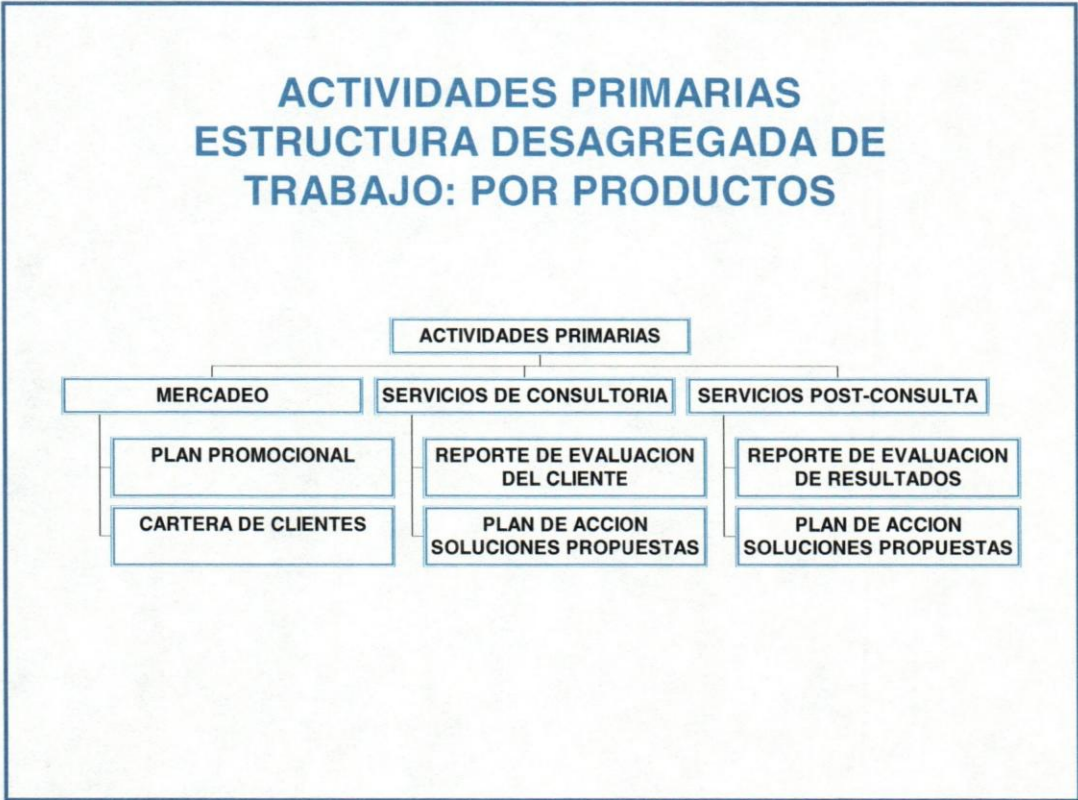 ACTIVIDADES PRIMARIAS
ESTRUCTURA DESAGREGADA DE
TRABAJO: POR PRODUCTOS
ACTIVIDADES PRIMARIAS
MERCADEO
PLAN PROMOCIONAL
CARTERA DE CLIENTES
SERVICIOS DE CONSULTORIA
REPORTE DE EVALUACION
DEL CLIENTE
PLAN DE ACCION
SOLUCIONES PROPUESTAS
SERVICIOS POST-CONSULTA
REPORTE DE EVALUACION
DE RESULTADOS
PLAN DE ACCION
SOLUCIONES PROPUESTAS